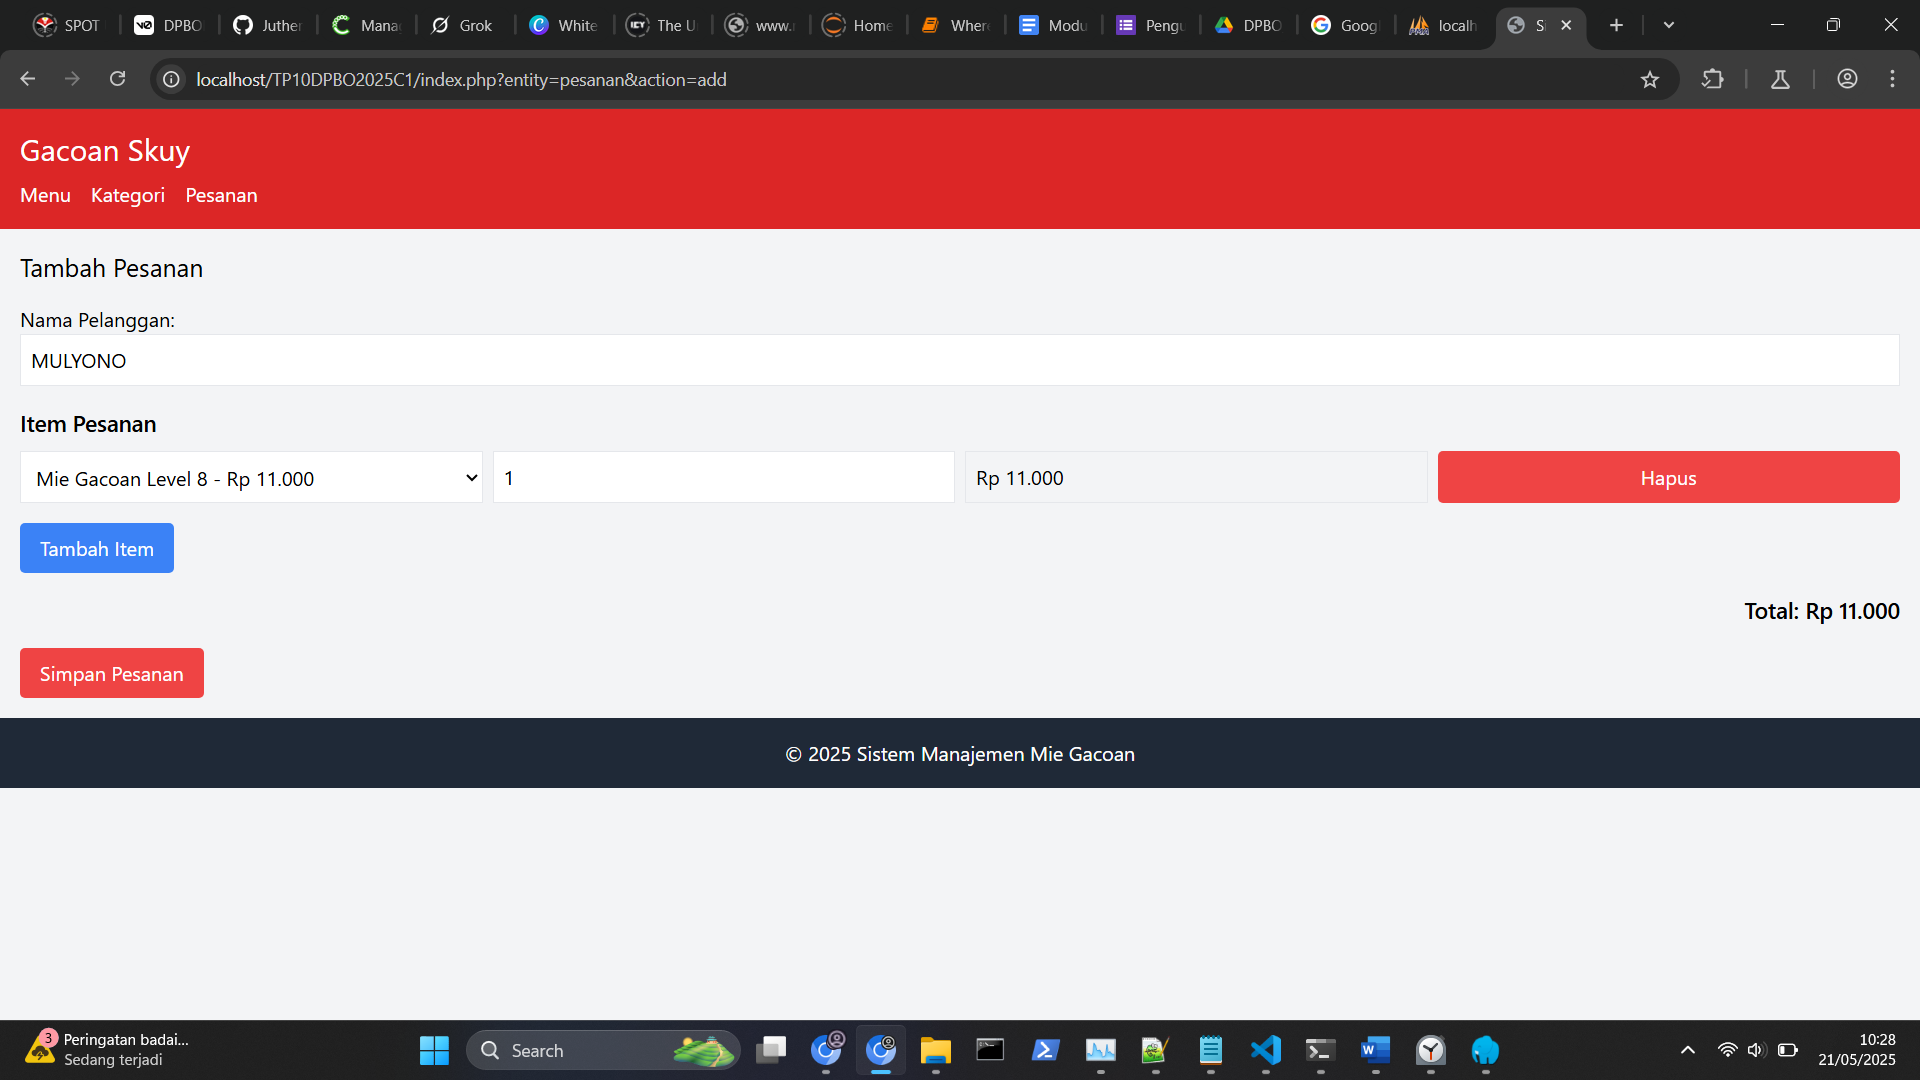 SPOT
DPBO
Juther
Mana
Grok
White
The U
www.
Home
Where
Modu
Pengu
DPBO
Goog
localh
localhost/TP10DPBO2025C1/index.php?entity=pesanan&action=add
Gacoan Skuy
Menu Kategori Pesanan
Tambah Pesanan
Nama Pelanggan:
MULYONO
Item Pesanan
Mie Gacoan Level 8 - Rp 11.000
1
Rp 11.000
Hapus
Tambah Item
Total: Rp 11.000
Simpan Pesanan
© 2025 Sistem Manajemen Mie Gacoan
3
Peringatan badai...
Sedang terjadi
Search
10:28
21/05/2025